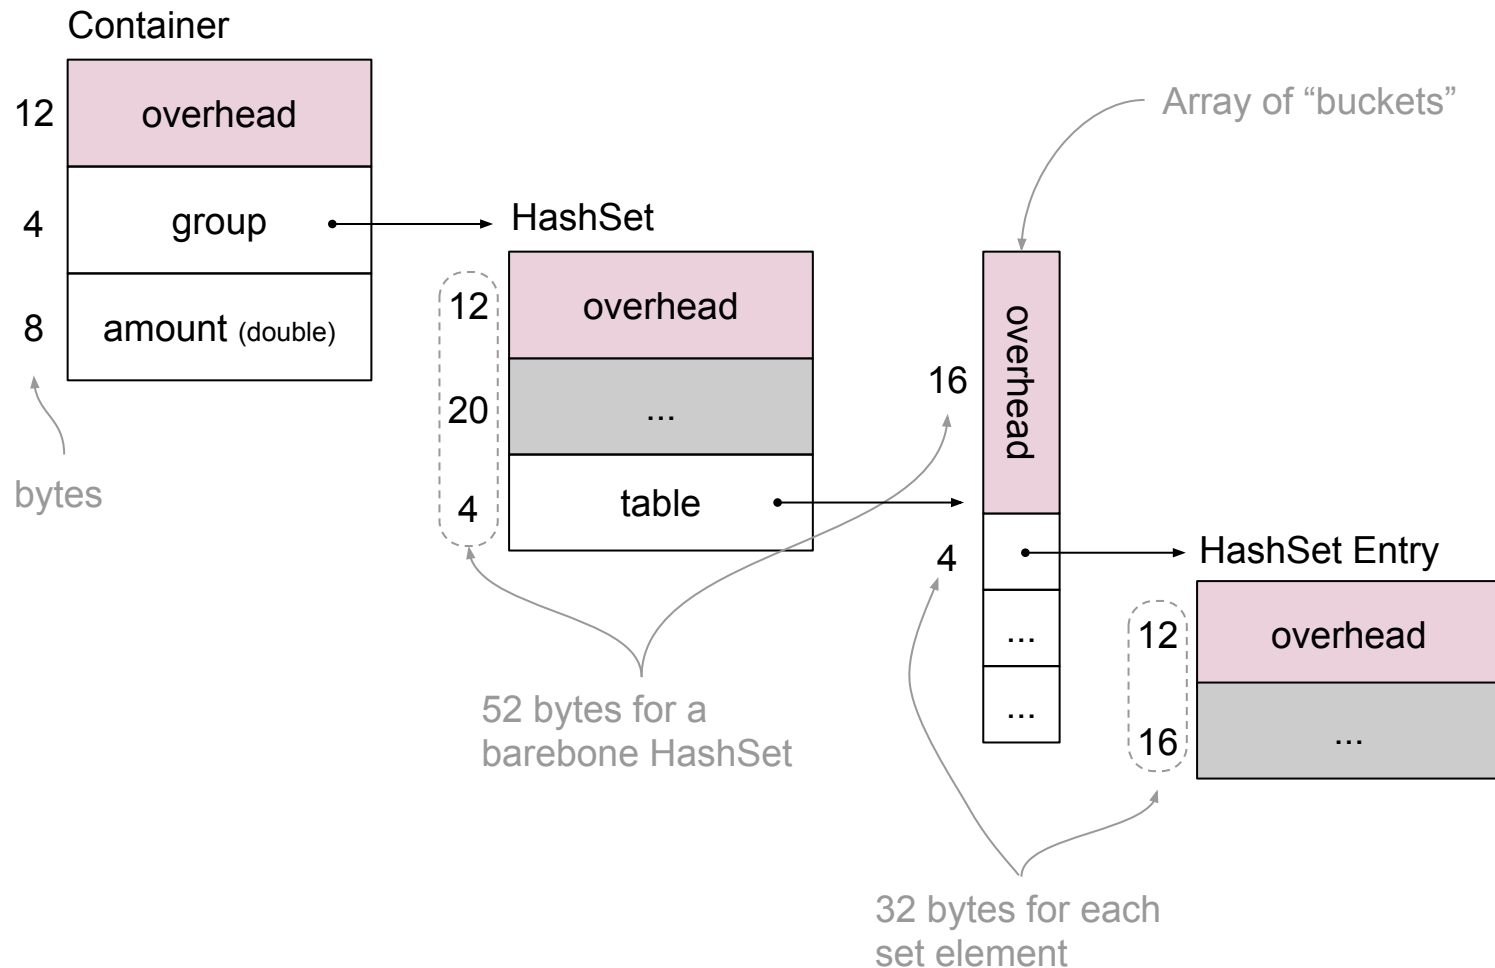 Container
12
overhead
4
group
8
amount (double)
bytes
HashSet
12
overhead
20
...
4
table
52 bytes for a
barebone HashSet
Array of “buckets”
16
overhead
4
...
...
HashSet Entry
12
overhead
16
...
32 bytes for each
set element